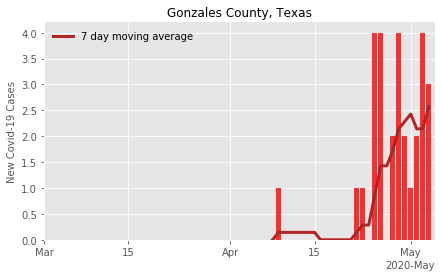 Gonzales County, Texas
7 day moving average
New Covid-19 Cases
4.0
3.5
3.0
2.5
2.0
1.5
1.0
0.5
0.0
Mar
15
Apr
15
May
2020-May